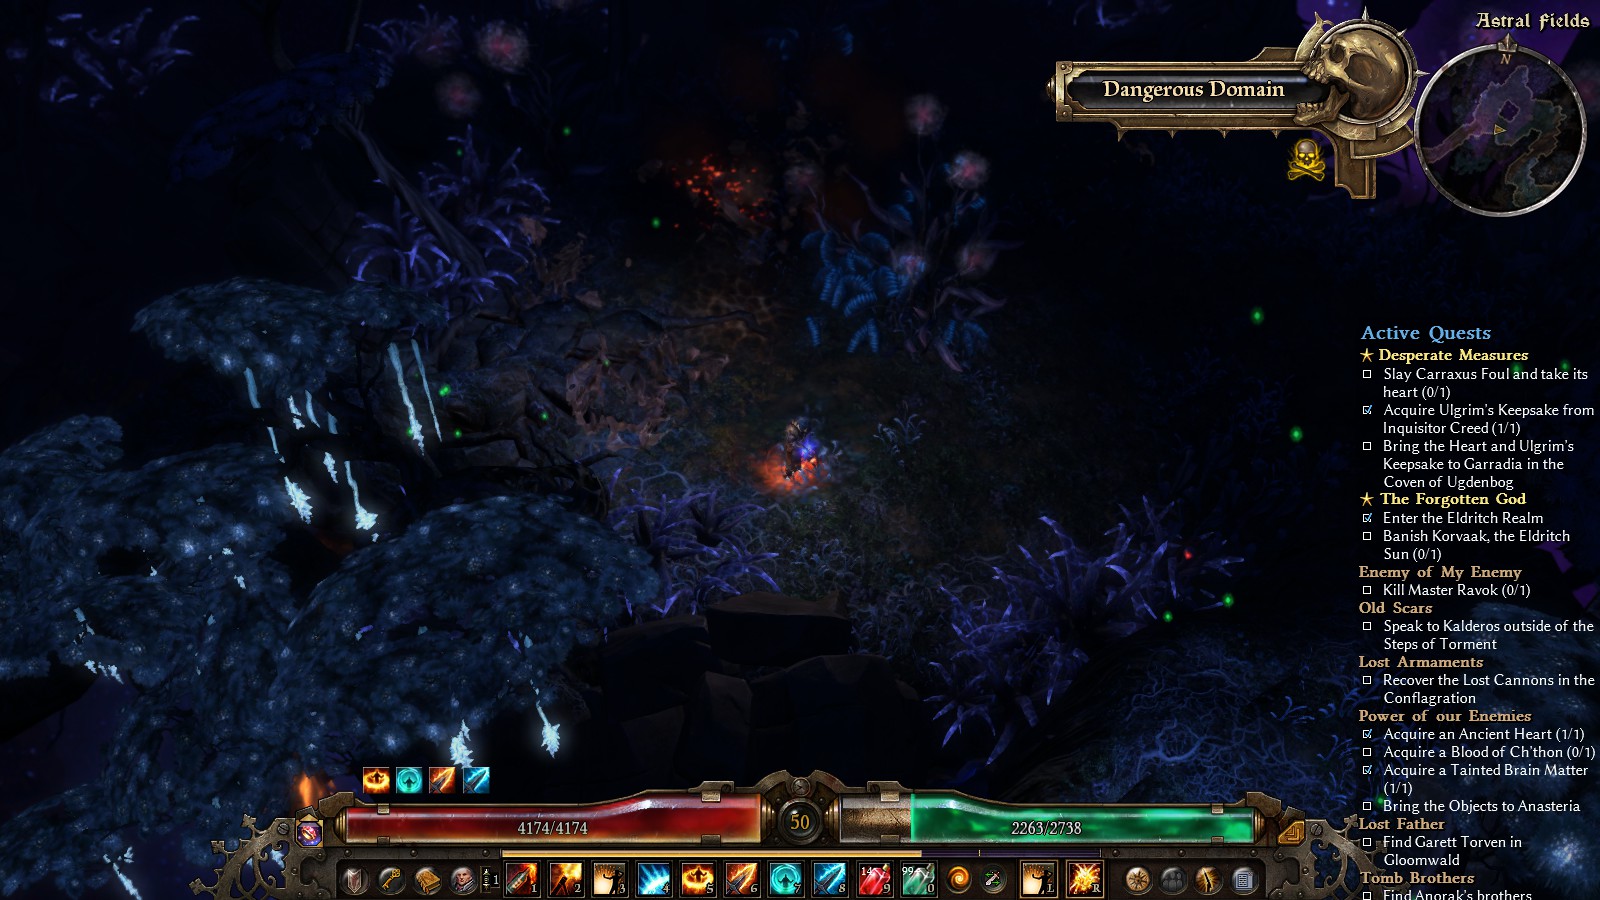 Astral Fields
N
Dangerous Domain
Active Quests
Desperate Measures
Slay Carraxus Foul and take its
heart (0/1)
Acquire Ulgrim's Keepsake from
Inquisitor Creed (1/1)
Bring the Heart and Ulgrim's
Keepsake to Garradia in the
Coven of Ugdenbog
The Forgotten God
Enter the Eldritch Realm
Banish Korvaak, the Eldritch
Sun (0/1)
Enemy of My Enemy
Kill Master Ravok (0/1)
Old Scars
Speak to Kalderos outside of the
Steps of Torment
Lost Armaments
Recover the Lost Cannons in the
Conflagration
Power of our Enemies
Acquire an Ancient Heart (1/1)
Acquire a Blood of Ch'thon (0/1)
Acquire a Tainted Brain Matter
(1/1)
Bring the Objects to Anasteria
Lost Father
Find Garett Torven in
Gloomwald
Tomb Brothers
Find Anorak's brothers
4174/4174
50
2263/2738
1
1 2 3 4 5 6 7 8 9 0 L R